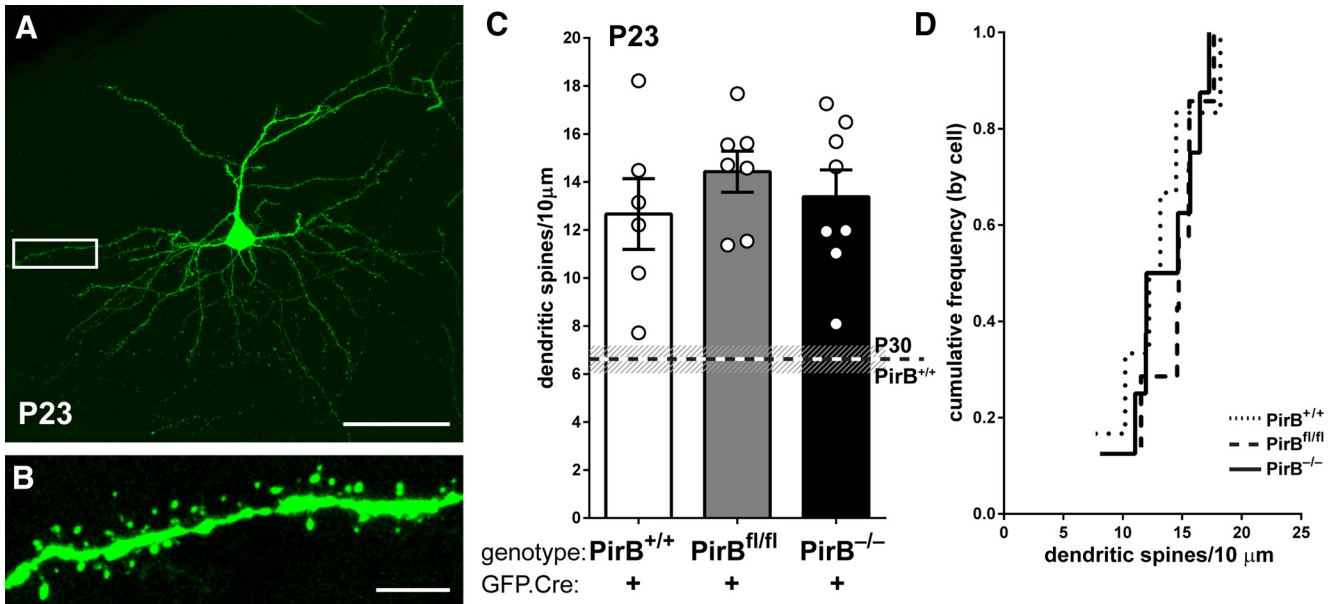 A
P23
B
C
P23
dendritic spines/10µm
20
18
16
14
12
10
8
6
4
2
0
P30
PirB+/+
genotype: PirB+/+ PirBfl/fl PirB–/–
GFP.Cre: + + +
D
cumulative frequency (by cell)
1.0
0.8
0.6
0.4
0.2
0 5 10 15 20 25
dendritic spines/10 µm
PirB+/+
PirBfl/fl
PirB–/–